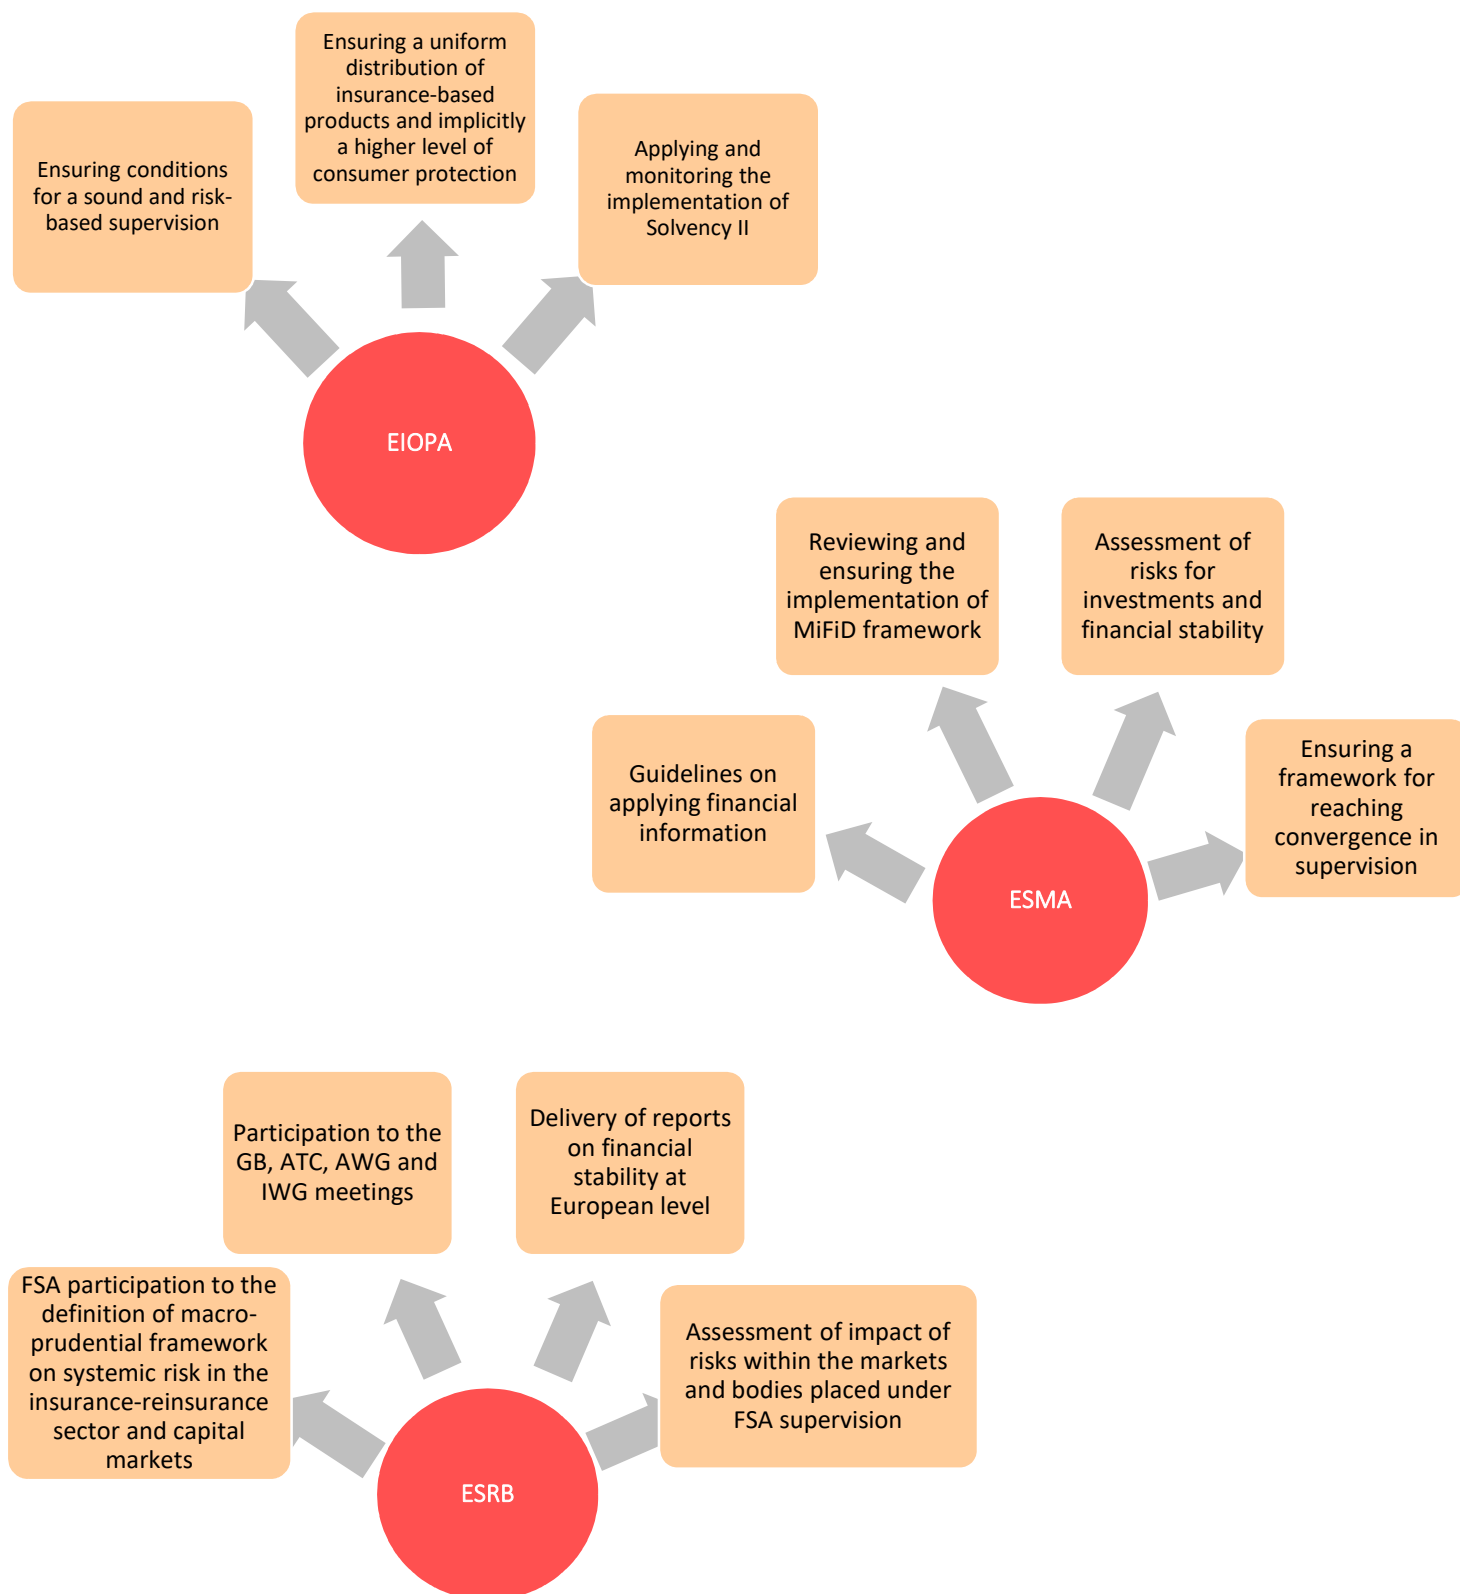 Ensuring a uniform
distribution of
insurance-based
products and implicitly
a higher level of
consumer protection
Ensuring conditions
for a sound and risk-
based supervision
Applying and
monitoring the
implementation of
Solvency II
EIOPA
Reviewing and
ensuring the
implementation of
MiFiD framework
Assessment of
risks for
investments and
financial stability
Guidelines on
applying financial
information
Ensuring a
framework for
reaching
convergence in
supervision
ESMA
Participation to the
GB, ATC, AWG and
IWG meetings
Delivery of reports
on financial
stability at
European level
FSA participation to the
definition of macro-
prudential framework
on systemic risk in the
insurance-reinsurance
sector and capital
markets
Assessment of impact of
risks within the markets
and bodies placed under
FSA supervision
ESRB